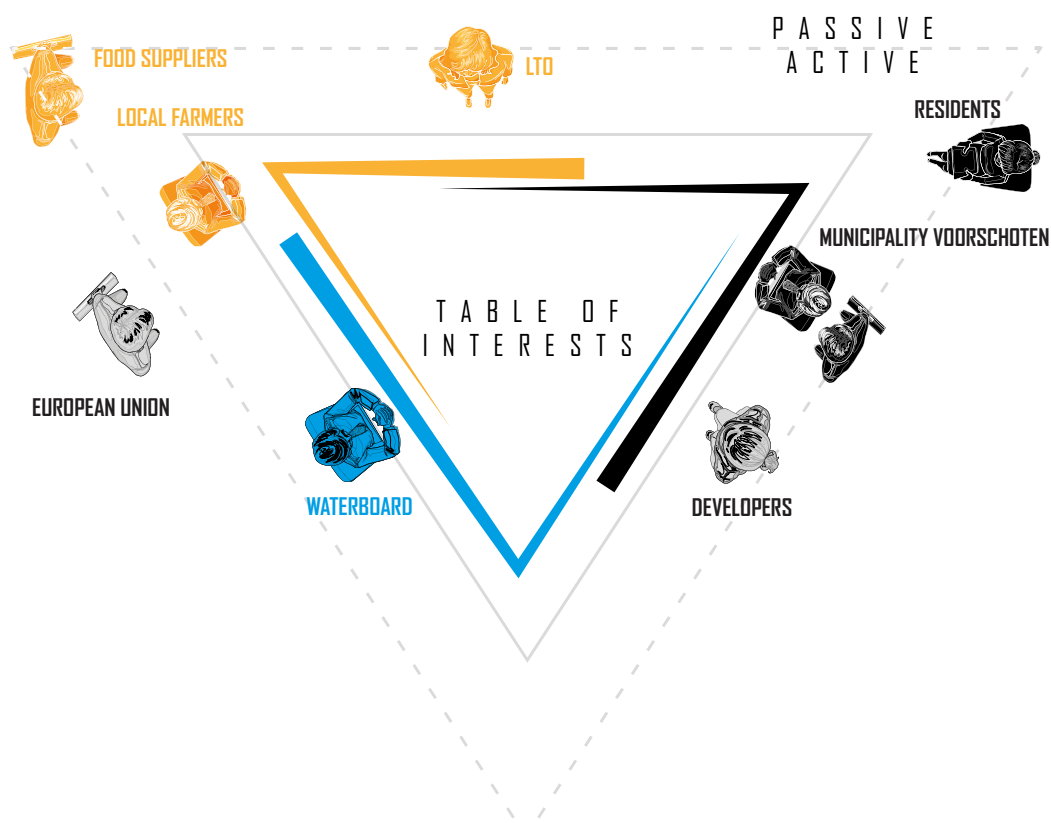 PASSIVE
ACTIVE
FOOD SUPPLIERS
LTO
LOCAL FARMERS
RESIDENTS
MUNICIPALITY VOORSCHOTEN
TABLE OF
INTERESTS
EUROPEAN UNION
WATERBOARD
DEVELOPERS